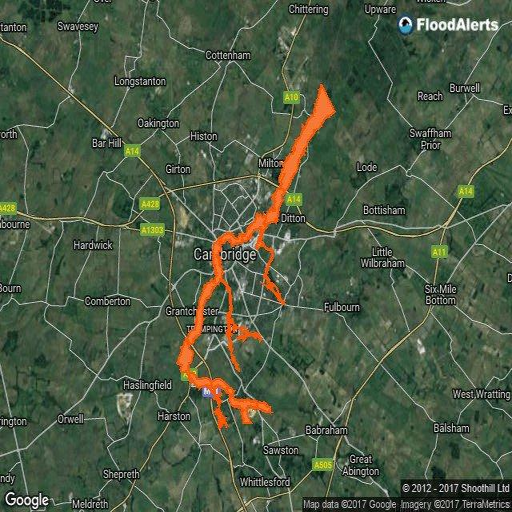 Chittering
Upware
Swavesey
FloodAlerts
Cottenham
Longstanton
A10
Reach
Burwell
Oakington
Swaffham
Prior
Histon
Bar Hill
A14
Milton
Lode
Girton
A14
A14
A428
A428
Bottisham
Ditton
A1303
Hardwick
Cambridge
A11
Little
Wilbraham
Six Mile
Bottom
Comberton
Grantchester
Fulbourn
TRUMPINGTON
Haslingfield
West Wratting
Harston
Orwell
Babraham
Balsham
Sawston
A505
Great
Abington
Shepreth
Whittlesford
Meldreth
© 2012 - 2017 Shoothill Ltd
Google
Map data ©2017 Google Imagery ©2017 TerraMetrics